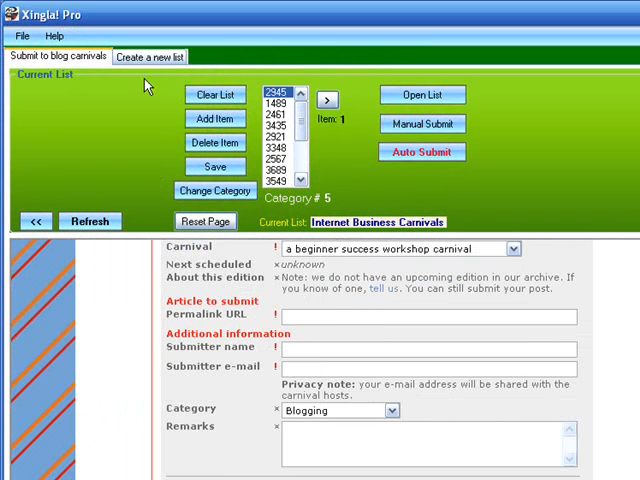 Xingla! Pro
File Help
Submit to blog carnivals Create a new list
Current List
Clear List 2945 > Open List
1489
Add Item 2461 Item: 1 Manual Submit
3435
Delete Item 2921
3348 Auto Submit
Save 2567
3689
Change Category 3549
Category # 5
<< Refresh Reset Page Current List: Internet Business Carnivals
Carnival ! a beginner success workshop carnival
Next scheduled × unknown
About this edition × Note: we do not have an upcoming edition in our archive. If
you know of one, tell us. You can still submit your post.
Article to submit
Permalink URL !
Additional information
Submitter name !
Submitter e-mail !
Privacy note: your e-mail address will be shared with the
carnival hosts.
Category × Blogging
Remarks ×